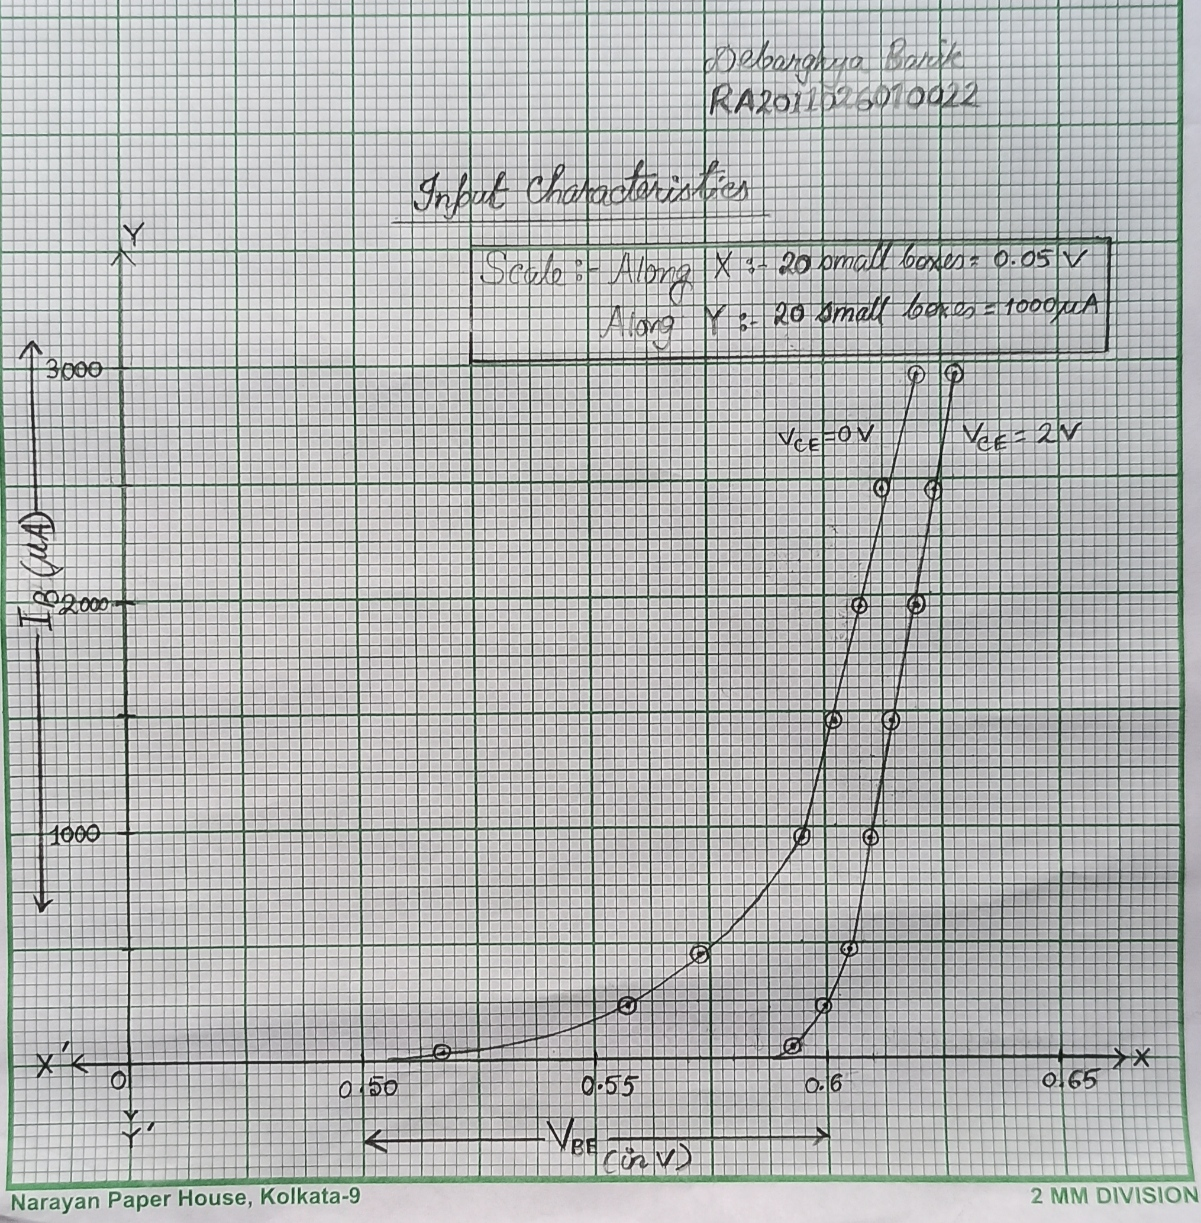 Debarghya Barik
RA2011026010022
Input Characteristics
Scale :- Along X :- 20 small boxes = 0.05 V
Along Y :- 20 small boxes = 1000 µA
Y
3000
VCE = 0V
VCE = 2V
IB (µA)
2000
1000
X'
X
0
0.50
0.55
0.6
0.65
Y'
VBE (in V)
Narayan Paper House, Kolkata-9
2 MM DIVISION